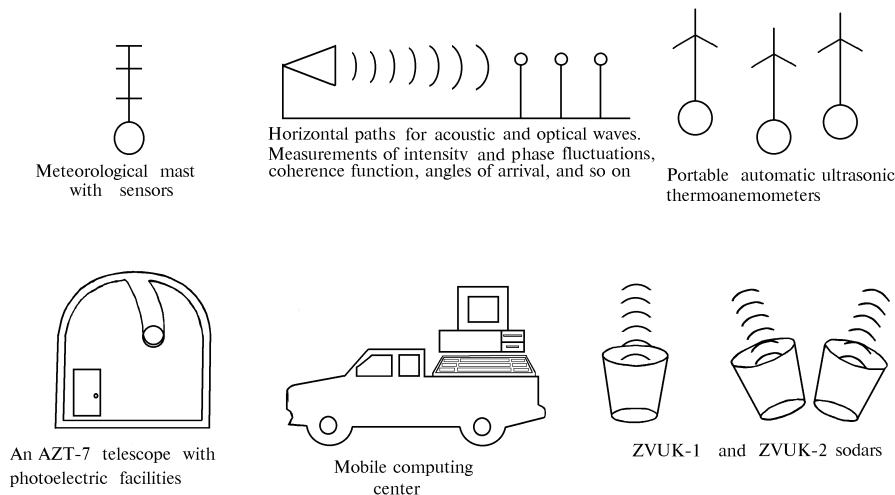 Meteorological mast
with sensors
Horizontal paths for acoustic and optical waves.
Measurements of intensity and phase fluctuations,
coherence function, angles of arrival, and so on
Portable automatic ultrasonic
thermoanemometers
An AZT-7 telescope with
photoelectric facilities
Mobile computing
center
ZVUK-1 and ZVUK-2 sodars